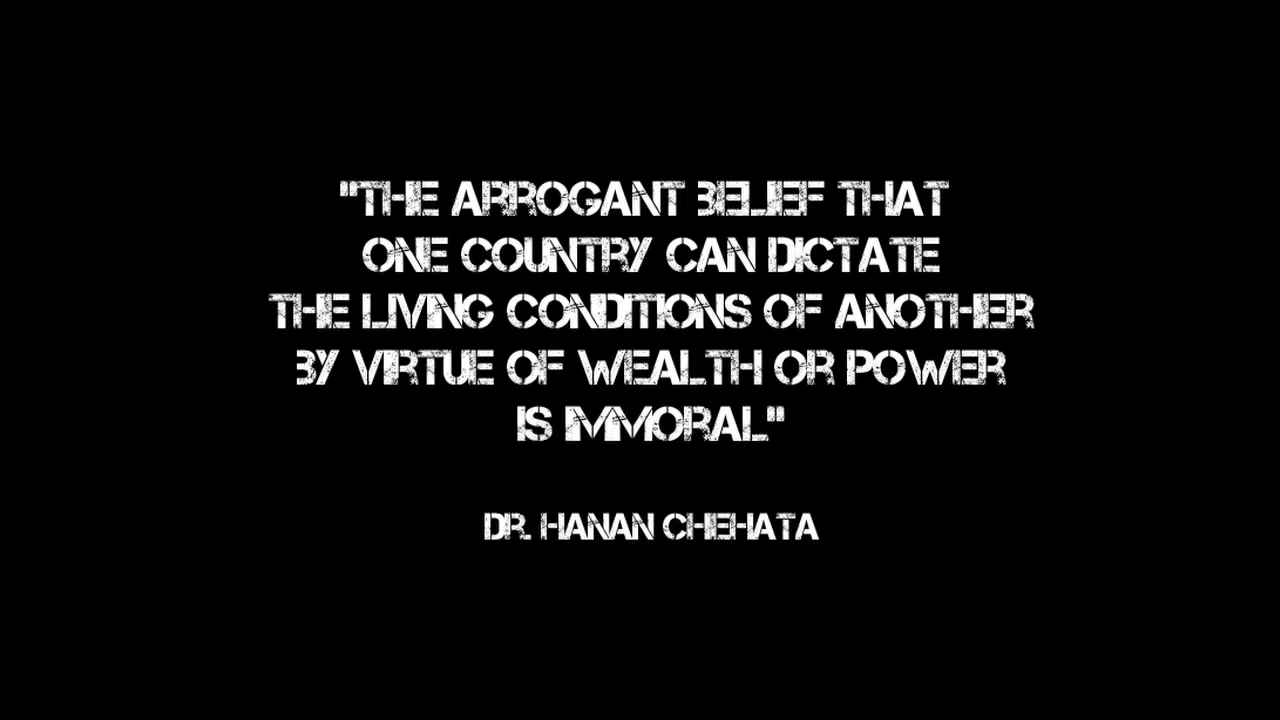 "THE ARROGANT BELIEF THAT
ONE COUNTRY CAN DICTATE
THE LIVING CONDITIONS OF ANOTHER
BY VIRTUE OF WEALTH OR POWER
IS IMMORAL"
DR. HANAN CHEHATA